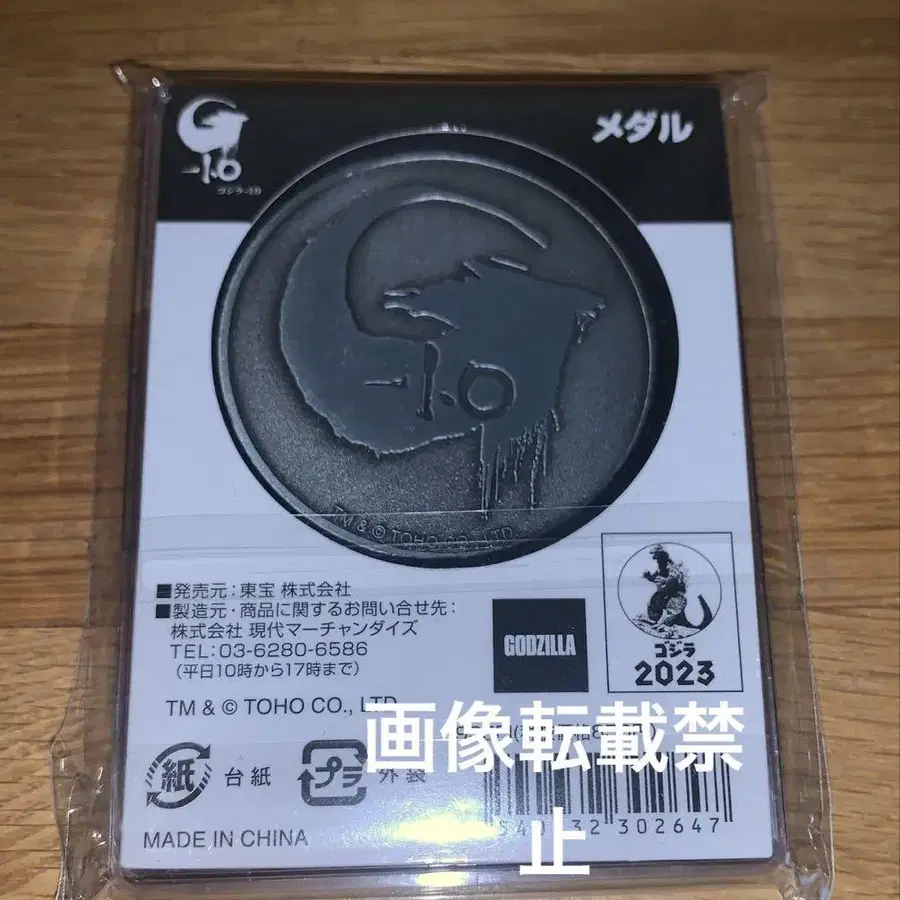 メダル
-1.0
ゴジラ-1.0
-1.0
TM & © TOHO CO., LTD.
■発売元：東宝 株式会社
■製造元・商品に関するお問い合せ先：
株式会社 現代マーチャンダイズ
TEL:03-6280-6586
(平日10時から17時まで)
GODZILLA
ゴジラ
2023
TM & © TOHO CO., LTD.
画像転載禁
止
紙
台紙
プラ
外装
32 302647
MADE IN CHINA